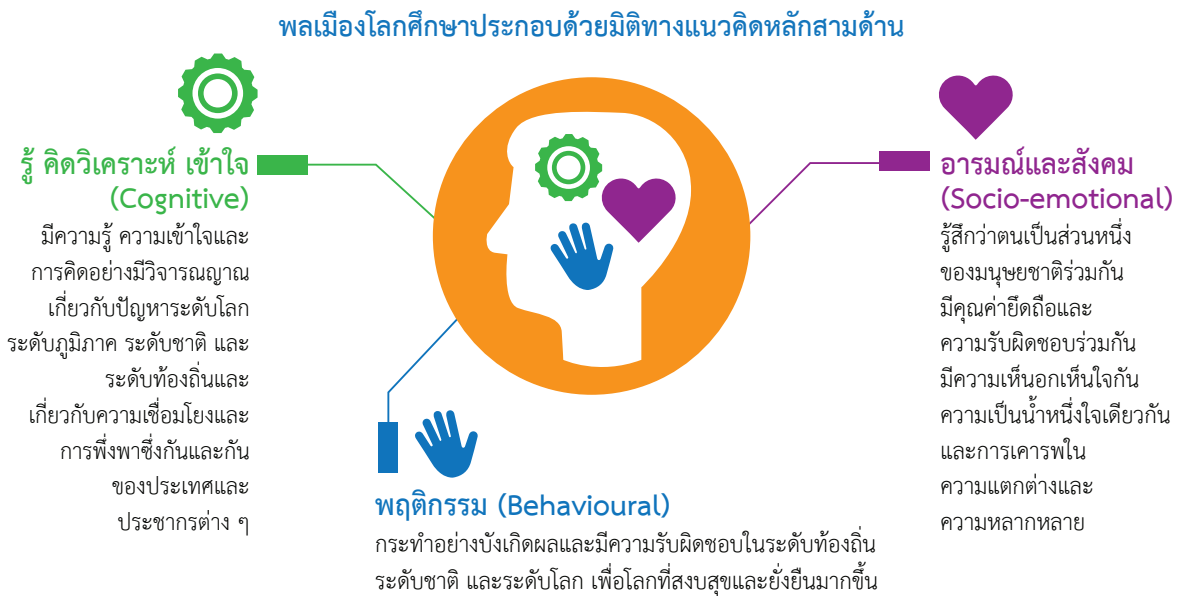 พลเมืองโลกศึกษาประกอบด้วยมิติทางแนวคิดหลักสามด้าน
รู้ คิดวิเคราะห์ เข้าใจ
(Cognitive)
มีความรู้ ความเข้าใจและ
การคิดอย่างมีวิจารณญาณ
เกี่ยวกับปัญหาระดับโลก
ระดับภูมิภาค ระดับชาติ และ
ระดับท้องถิ่นและ
เกี่ยวกับความเชื่อมโยงและ
การพึ่งพาซึ่งกันและกัน
ของประเทศและ
ประชากรต่าง ๆ
อารมณ์และสังคม
(Socio-emotional)
รู้สึกว่าตนเป็นส่วนหนึ่ง
ของมนุษยชาติร่วมกัน
มีคุณค่ายึดถือและ
ความรับผิดชอบร่วมกัน
มีความเห็นอกเห็นใจกัน
ความเป็นน้ำหนึ่งใจเดียวกัน
และการเคารพใน
ความแตกต่างและ
ความหลากหลาย
พฤติกรรม (Behavioural)
กระทำอย่างบังเกิดผลและมีความรับผิดชอบในระดับท้องถิ่น
ระดับชาติ และระดับโลก เพื่อโลกที่สงบสุขและยั่งยืนมากขึ้น